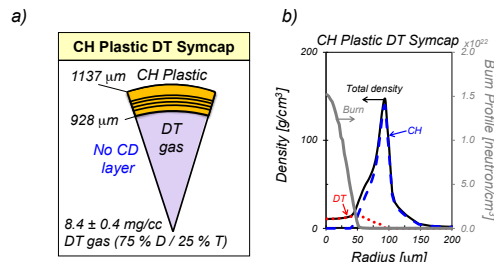 a)
CH Plastic DT Symcap
1137 μm
CH Plastic
928 μm
DT
gas
No CD
layer
8.4 ± 0.4 mg/cc
DT gas (75 % D / 25 % T)
b)
CH Plastic DT Symcap
Density [g/cm³]
200
100
0
Total density
Burn
CH
DT
x10²²
2.0
1.5
1.0
0.5
0.0
Burn Profile [neutron/cm³]
0 50 100 150 200
Radius [μm]